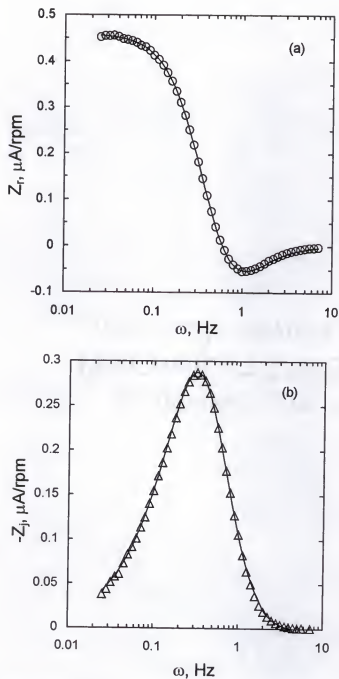 (a)
0.5
0.4
0.3
0.2
0.1
0
-0.1
Zr, μA/rpm
0.01 0.1 1 10
ω, Hz
(b)
0.3
0.25
0.2
0.15
0.1
0.05
0
-Zj, μA/rpm
0.01 0.1 1 10
ω, Hz